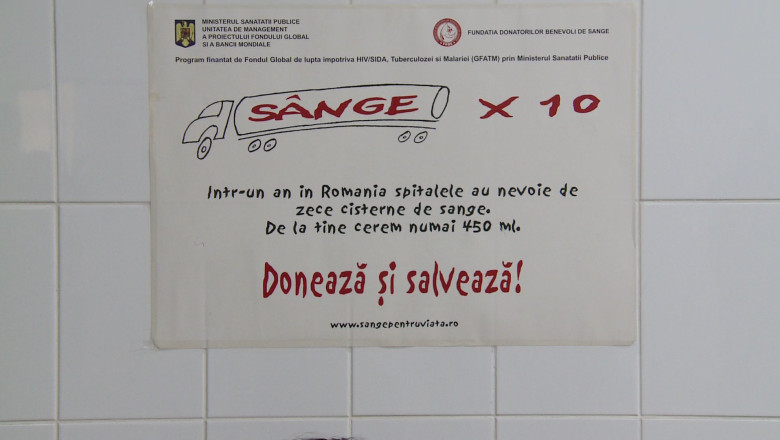 MINISTERUL SANATATII PUBLICE
UNITATEA DE MANAGEMENT
A PROIECTULUI FONDULUI GLOBAL
SI A BANCII MONDIALE
FUNDATIA DONATORILOR BENEVOLI DE SANGE
Program finantat de Fondul Global de lupta impotriva HIV/SIDA, Tuberculozei si Malariei (GFATM) prin Ministerul Sanatatii Publice
SÂNGE X 10
Intr-un an in Romania spitalele au nevoie de
zece cisterne de sange.
De la tine cerem numai 450 ml.
Donează și salvează!
www.sangepentruviata.ro